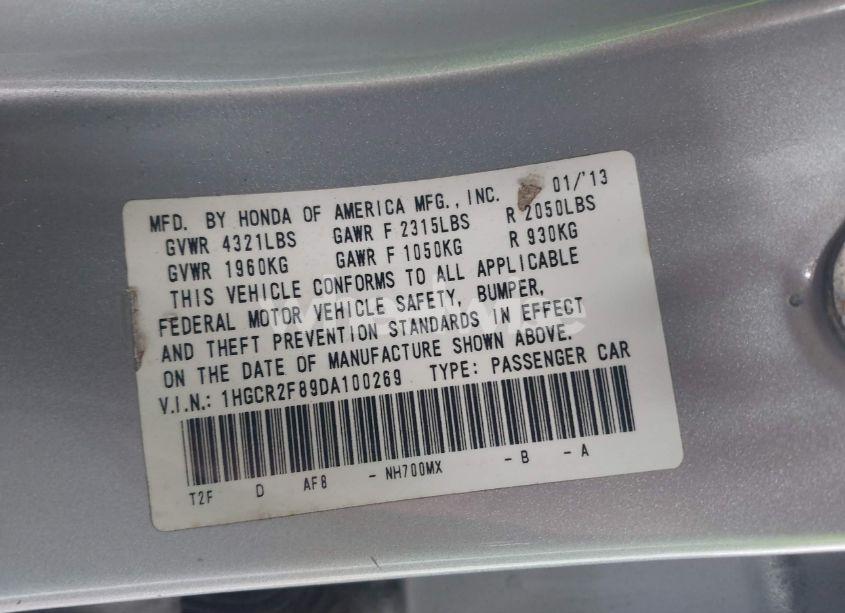 MFD. BY HONDA OF AMERICA MFG., INC. 01/'13
GVWR 4321LBS GAWR F 2315LBS R 2050LBS
GVWR 1960KG GAWR F 1050KG R 930KG
THIS VEHICLE CONFORMS TO ALL APPLICABLE
FEDERAL MOTOR VEHICLE SAFETY, BUMPER,
AND THEFT PREVENTION STANDARDS IN EFFECT
ON THE DATE OF MANUFACTURE SHOWN ABOVE.
V.I.N.: 1HGCR2F89DA100269 TYPE: PASSENGER CAR
T2F D AF8 - NH700MX - B - A